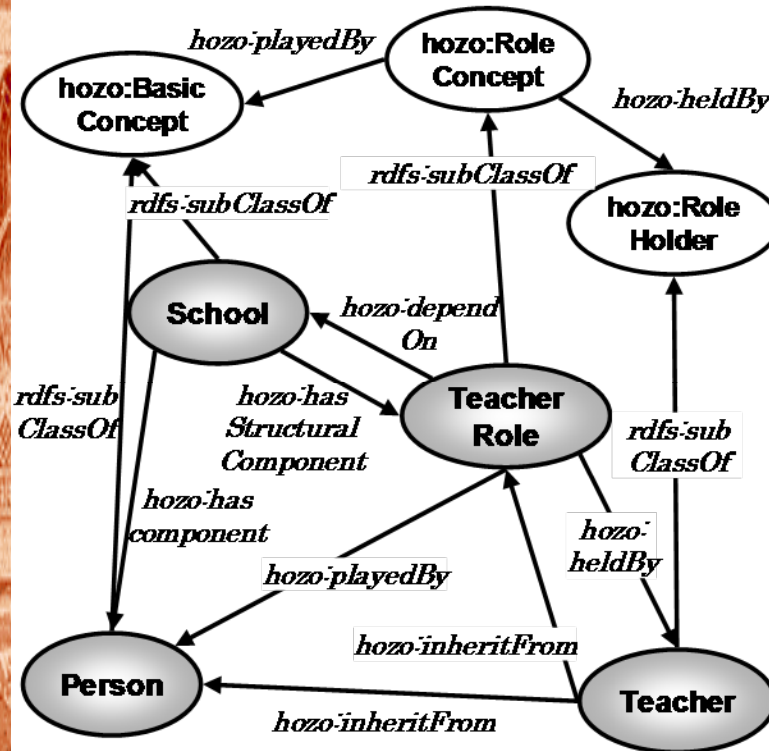 hozo:playedBy
hozo:Role
Concept
hozo:Basic
Concept
hozo:heldBy
rdfs:subClassOf
rdfs:subClassOf
hozo:Role
Holder
School
hozo:depend
On
rdfs:sub
ClassOf
hozo:has
Structural
Component
Teacher
Role
rdfs:sub
ClassOf
hozo:has
component
hozo:
heldBy
hozo:playedBy
hozo:inheritFrom
Person
Teacher
hozo:inheritFrom